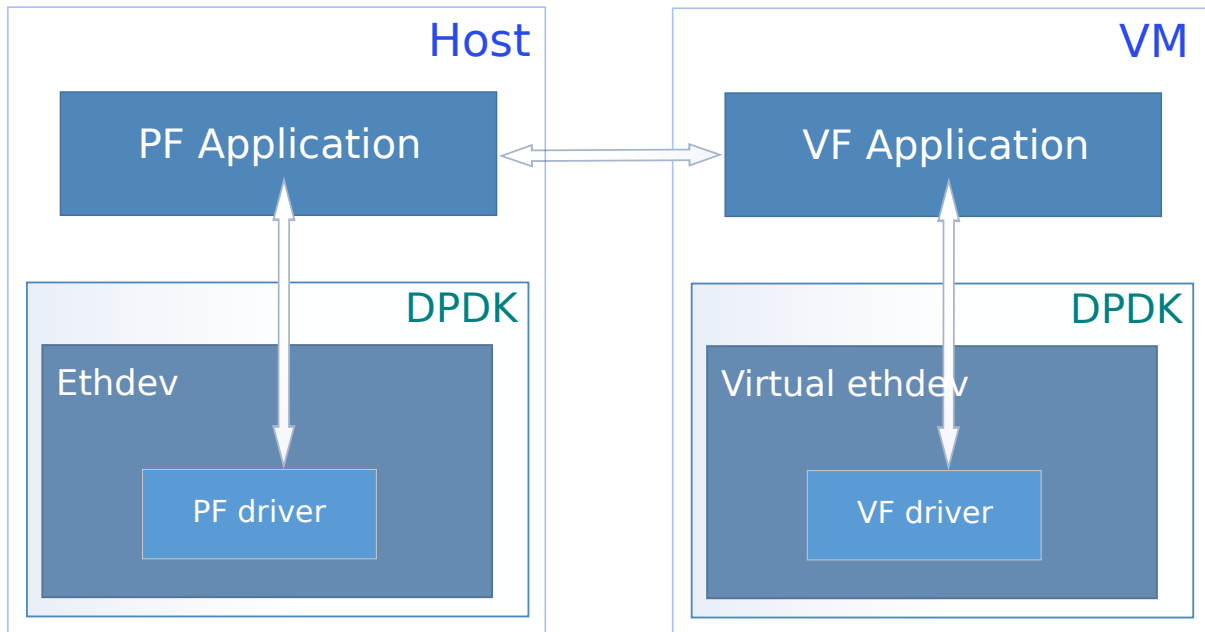 Host
PF Application
DPDK
Ethdev
PF driver
VM
VF Application
DPDK
Virtual ethdev
VF driver